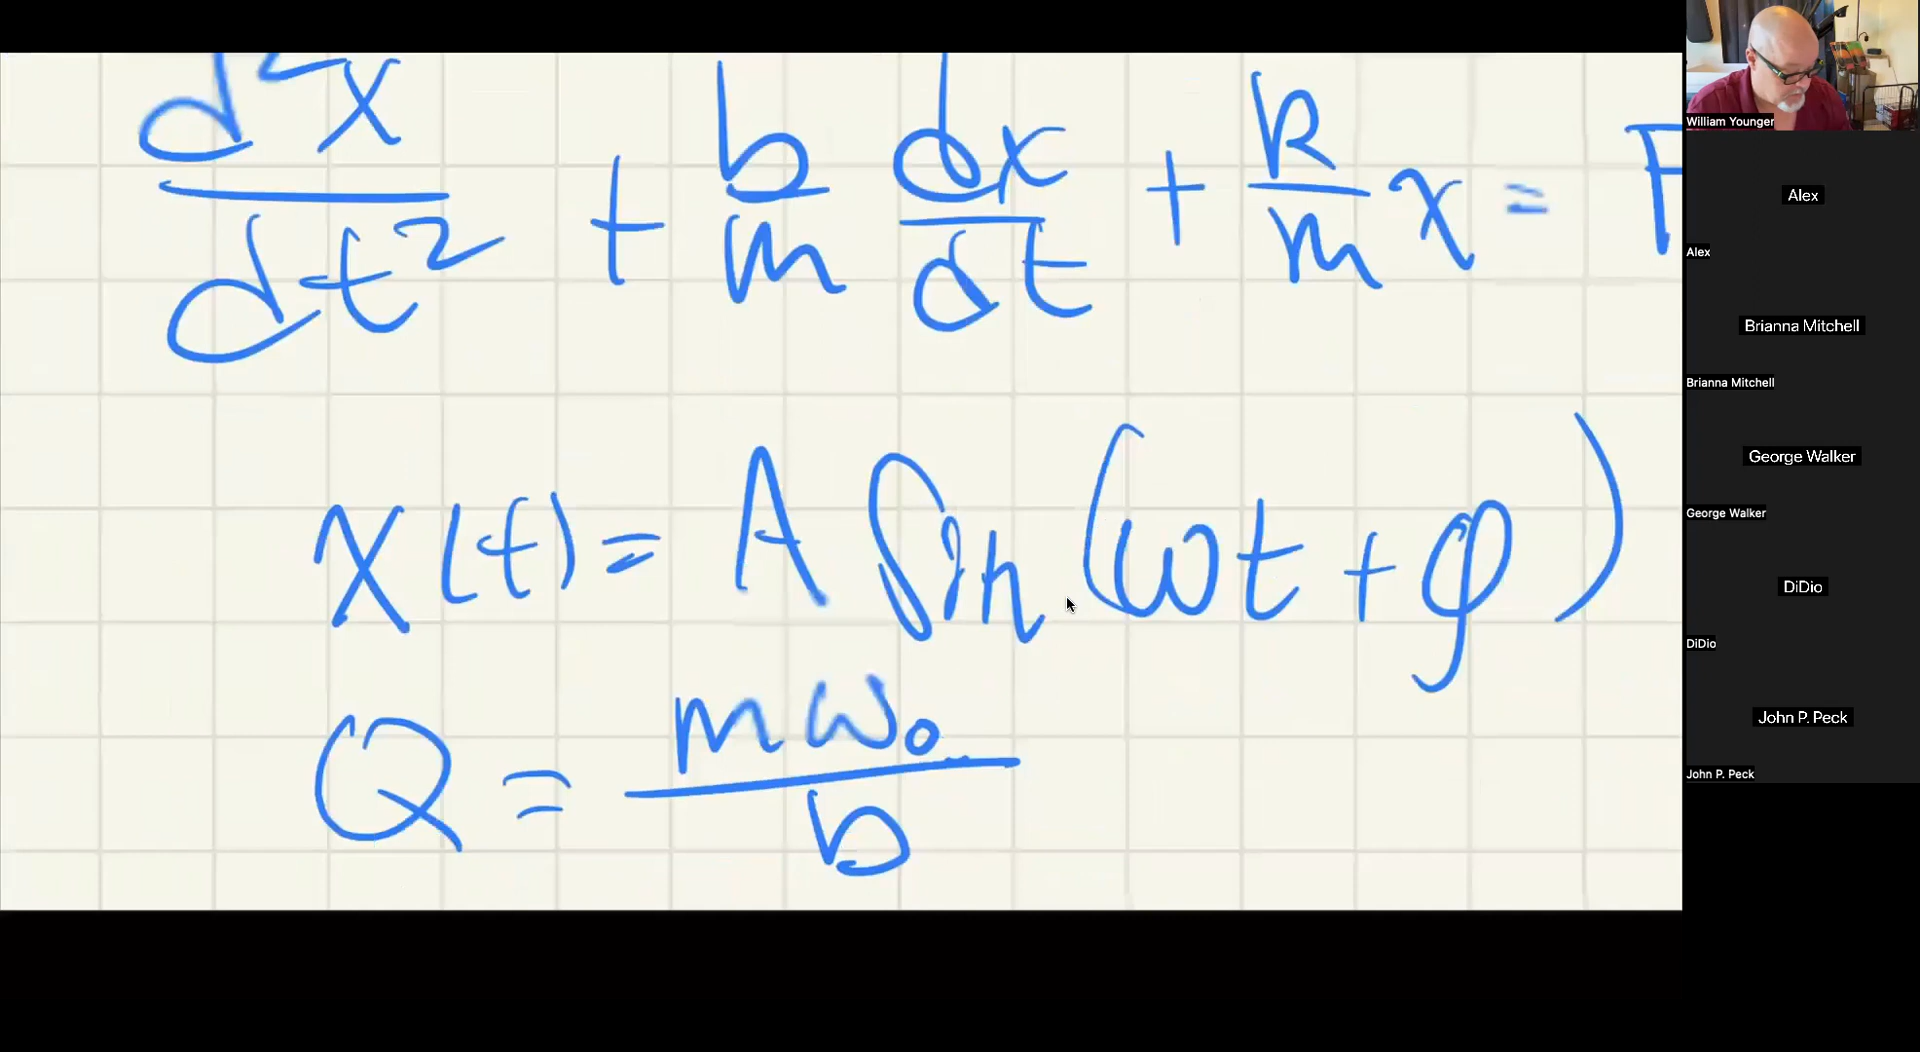 d²x/dt² + b/m dx/dt + k/m x = F
x(t) = A Sin(ωt + φ)
Q = mω₀/b
William Younger
Alex
Alex
Brianna Mitchell
Brianna Mitchell
George Walker
George Walker
DiDio
DiDio
John P. Peck
John P. Peck